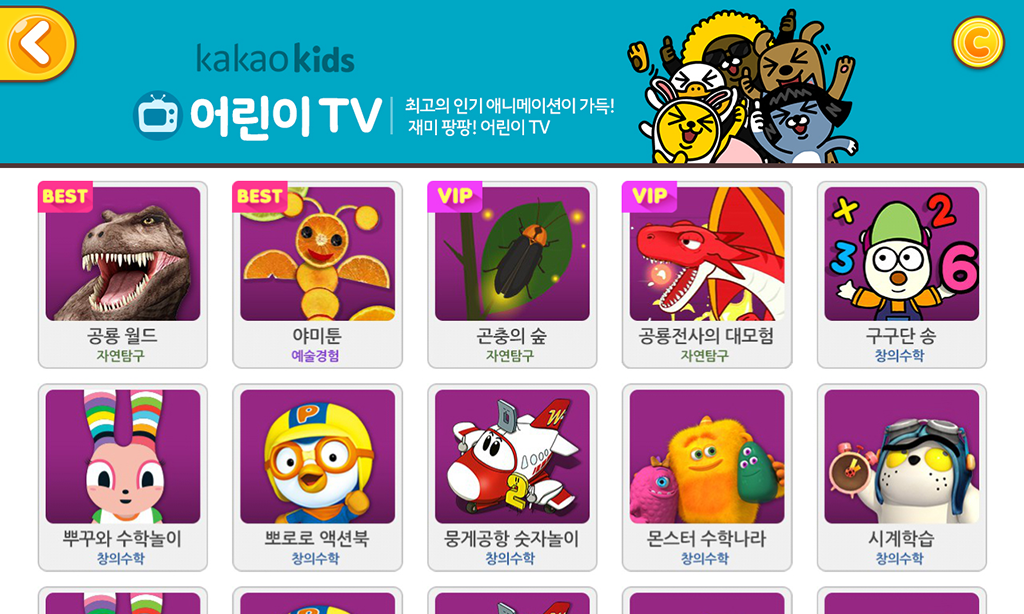 kakao kids
어린이 TV
최고의 인기 애니메이션이 가득!
재미 팡팡! 어린이 TV
C
BEST
BEST
VIP
VIP
x 2
3 6
공룡 월드
야미툰
곤충의 숲
공룡전사의 대모험
구구단 송
자연탐구
예술경험
자연탐구
자연탐구
창의수학
P
W
2
뿌꾸와 수학놀이
뽀로로 액션북
뭉게공항 숫자놀이
몬스터 수학나라
시계학습
창의수학
창의수학
창의수학
창의수학
창의수학